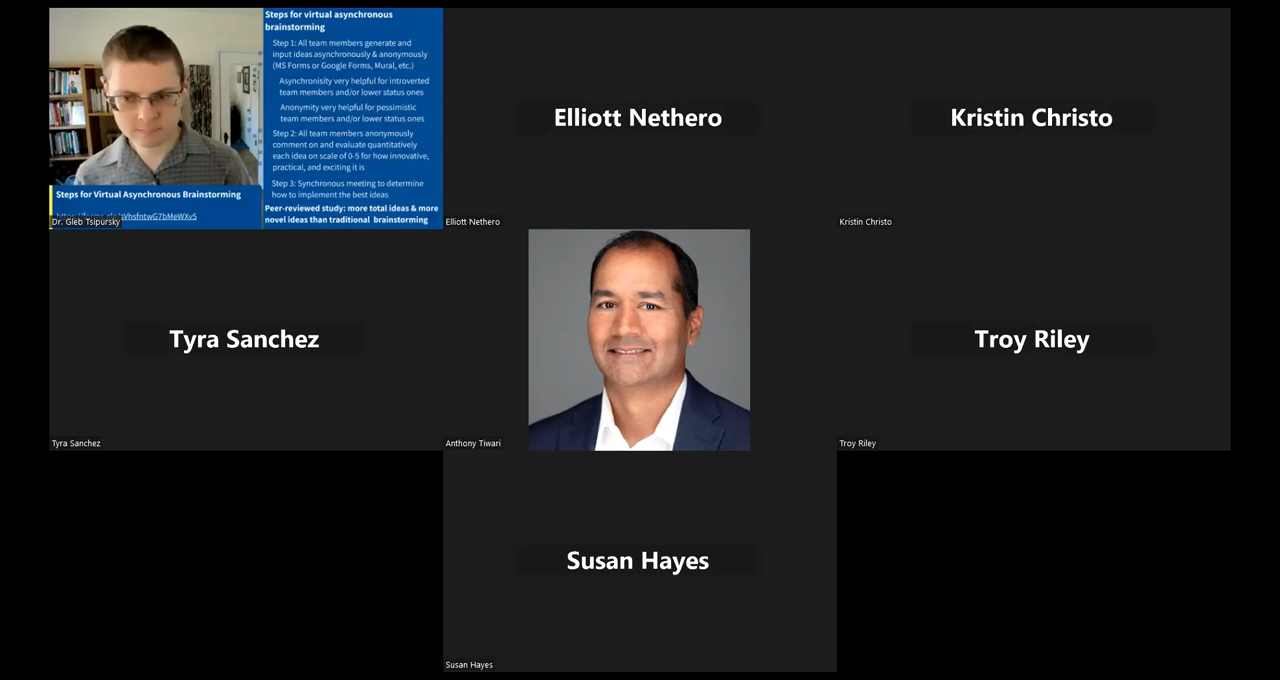 Steps for virtual asynchronous
brainstorming
Step 1: All team members generate and
input ideas asynchronously & anonymously
(MS Forms or Google Forms, Mural, etc.)
Asynchronisity very helpful for introverted
team members and/or lower status ones
Anonymity very helpful for pessimistic
team members and/or lower status ones
Step 2: All team members anonymously
comment on and evaluate quantitatively
each idea on scale of 0-5 for how innovative,
practical, and exciting it is
Step 3: Synchronous meeting to determine
how to implement the best ideas
Peer-reviewed study: more total ideas & more
novel ideas than traditional brainstorming
Steps for Virtual Asynchronous Brainstorming
Dr. Gleb Tsipursky
Elliott Nethero
Elliott Nethero
Kristin Christo
Kristin Christo
Tyra Sanchez
Tyra Sanchez
Anthony Tiwari
Troy Riley
Troy Riley
Susan Hayes
Susan Hayes